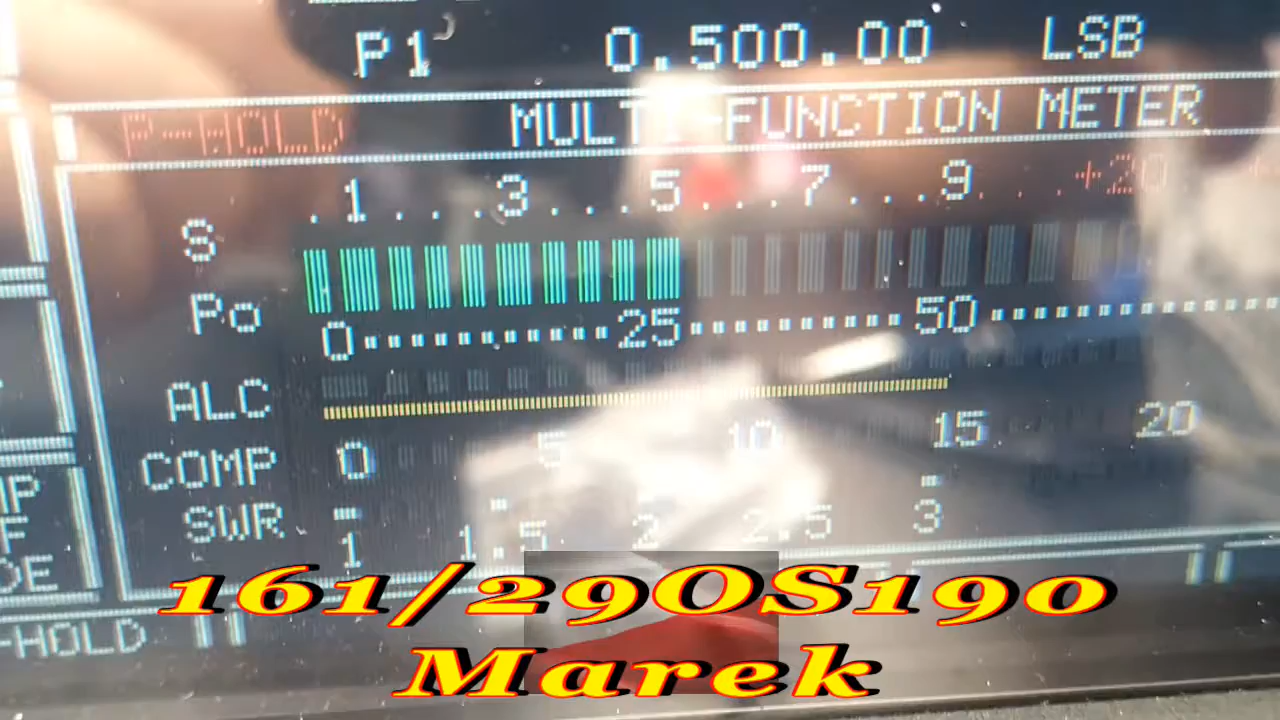 P1 0.500.00 LSB
P-HOLD MULTI-FUNCTION METER
S .1...3...5...7...9...+20
Po 0 25 50
ALC
COMP 0 5 10 15 20
SWR 1 1.5 2 2.5 3
-HOLD
161/29OS190
Marek